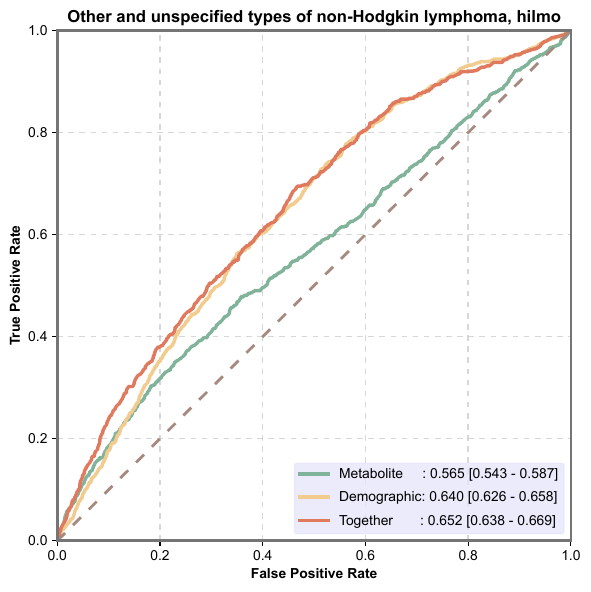 Other and unspecified types of non-Hodgkin lymphoma, hilmo
True Positive Rate
1.0
0.8
0.6
0.4
0.2
0.0
Metabolite : 0.565 [0.543 - 0.587]
Demographic: 0.640 [0.626 - 0.658]
Together : 0.652 [0.638 - 0.669]
0.0 0.2 0.4 0.6 0.8 1.0
False Positive Rate